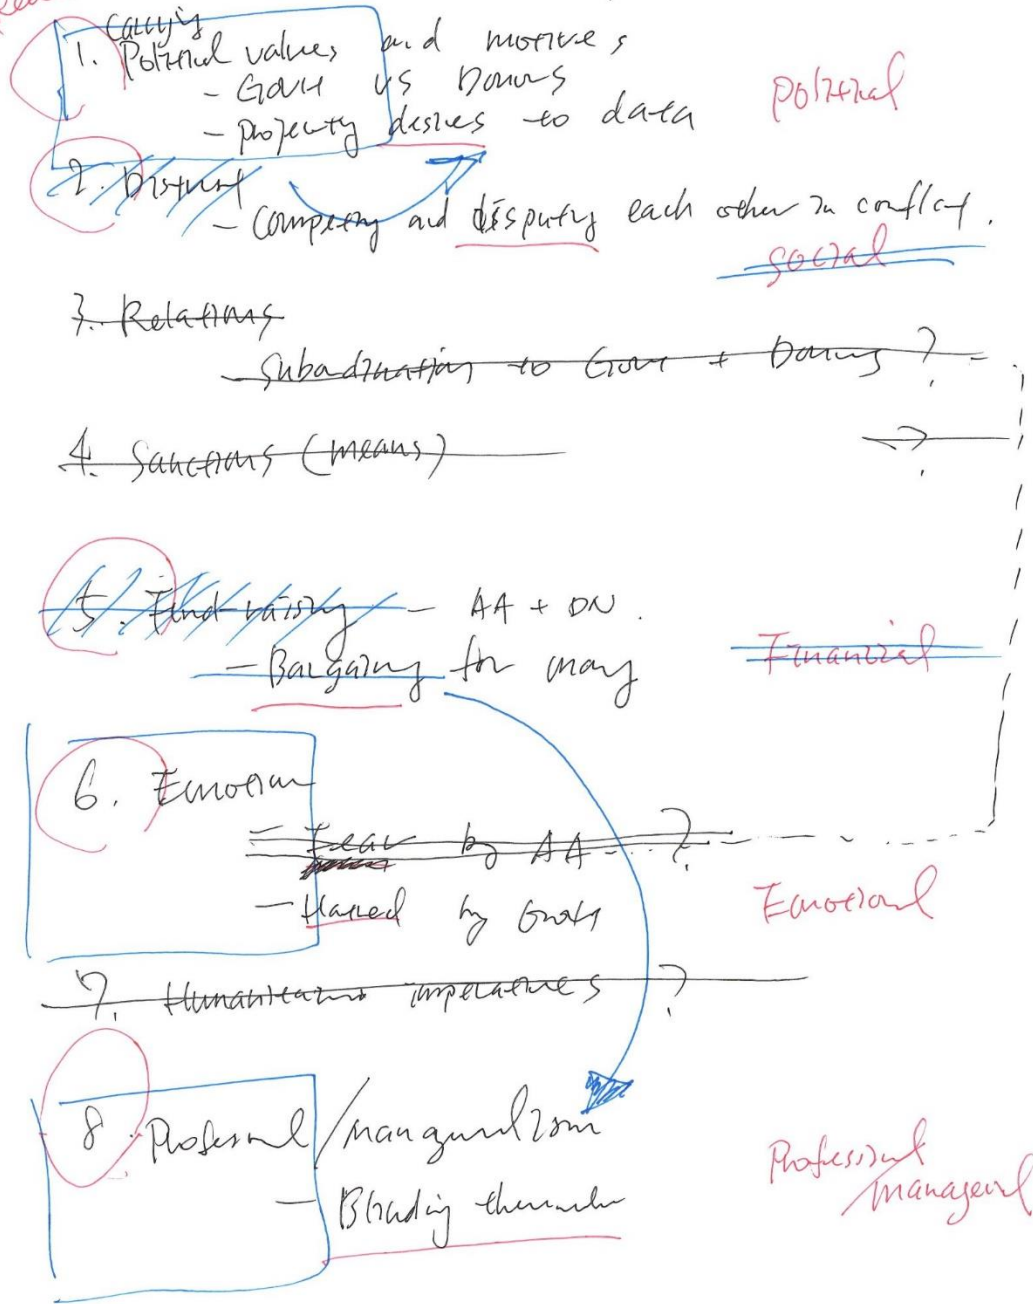 Carrying
1. Political values and motives
- Govt vs Donors
- projecting desires to data
Political
2. Distrust
- Competing and disputing each other in conflict.
Social
3. Relations
- Subordination to Govt + Donors ?
4. Sanctions (means) ?
5. Fund-raising - AA + DN.
- Bargaing for money
Financial
6. Emotion
- Fear by AA ?
- Hatred by Govts
Emotional
7. Humanitarian imperatives ?
8. Professional/managerialism
- Blinding themselves
Professional
/managerial